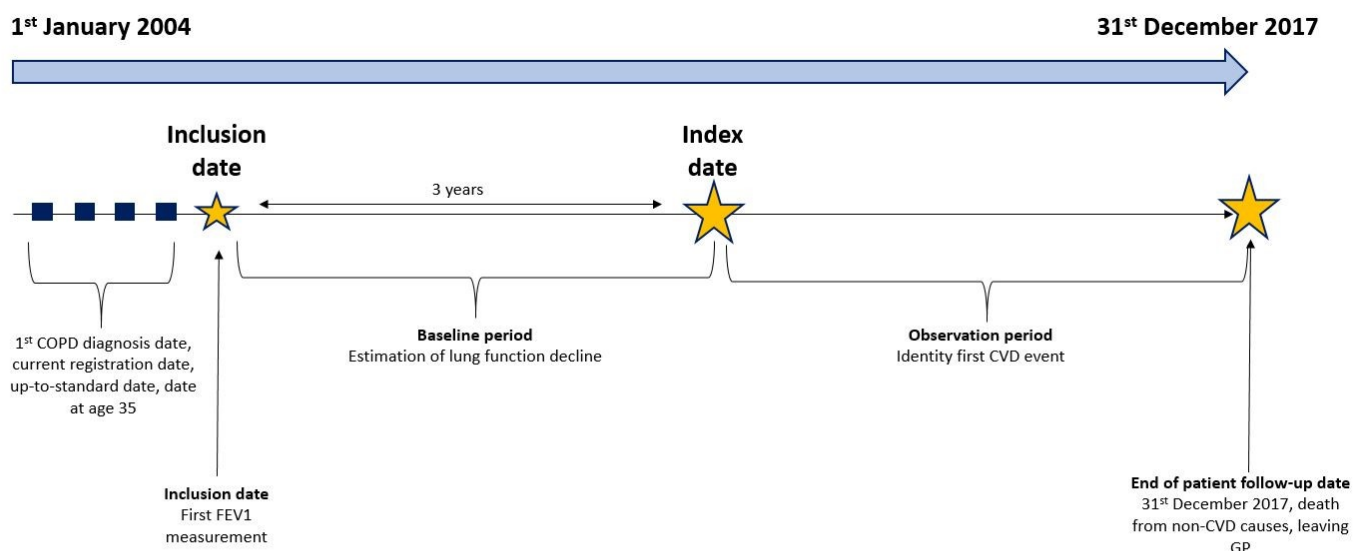 1st January 2004
31st December 2017
Inclusion
date
Index
date
3 years
1st COPD diagnosis date,
current registration date,
up-to-standard date, date
at age 35
Baseline period
Estimation of lung function decline
Observation period
Identity first CVD event
Inclusion date
First FEV1
measurement
End of patient follow-up date
31st December 2017, death
from non-CVD causes, leaving
GP